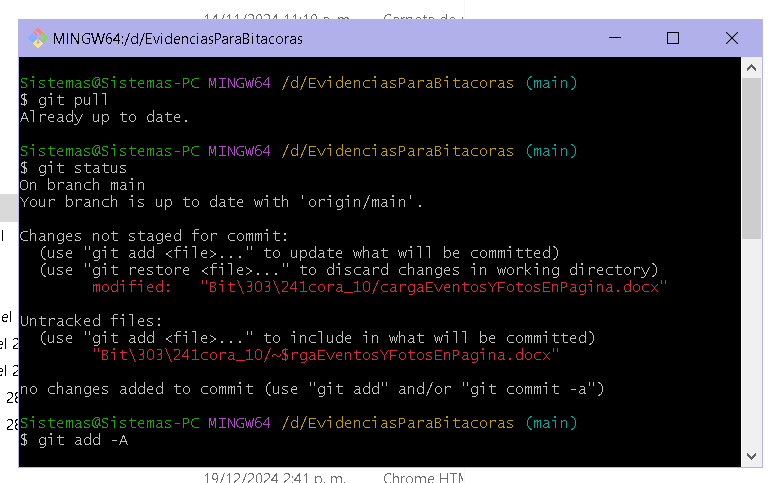 MINGW64:/d/EvidenciasParaBitacoras
Sistemas@Sistemas-PC MINGW64 /d/EvidenciasParaBitacoras (main)
$ git pull
Already up to date.
Sistemas@Sistemas-PC MINGW64 /d/EvidenciasParaBitacoras (main)
$ git status
On branch main
Your branch is up to date with 'origin/main'.
Changes not staged for commit:
(use "git add <file>..." to update what will be committed)
(use "git restore <file>..." to discard changes in working directory)
modified:   "Bit\303\241cora_10/cargaEventosYFotosEnPagina.docx"
Untracked files:
(use "git add <file>..." to include in what will be committed)
"Bit\303\241cora_10/~$rgaEventosYFotosEnPagina.docx"
no changes added to commit (use "git add" and/or "git commit -a")
Sistemas@Sistemas-PC MINGW64 /d/EvidenciasParaBitacoras (main)
$ git add -A
19/12/2024 2:41 p. m. Chrome HTM